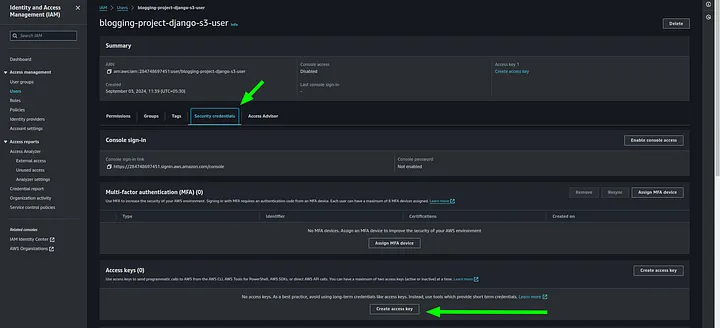 Identity and Access
Management (IAM)
Search IAM
Dashboard
Access management
User groups
Users
Roles
Policies
Identity providers
Account settings
Access reports
Access Analyzer
External access
Unused access
Analyzer settings
Credential report
Organization activity
Service control policies
Related consoles
IAM Identity Center
AWS Organizations
IAM > Users > blogging-project-django-s3-user
blogging-project-django-s3-user Info
Delete
Summary
ARN
arn:aws:iam::284748697451:user/blogging-project-django-s3-user
Console access
Disabled
Access key 1
Create access key
Created
September 03, 2024, 11:39 (UTC+05:30)
Last console sign-in
-
Permissions
Groups
Tags
Security credentials
Access Advisor
Console sign-in
Enable console access
Console sign-in link
https://284748697451.signin.aws.amazon.com/console
Console password
Not enabled
Multi-factor authentication (MFA) (0)
Remove
Resync
Assign MFA device
Use MFA to increase the security of your AWS environment. Signing in with MFA requires an authentication code from an MFA device. Each user can have a maximum of 8 MFA devices assigned. Learn more
Type
Identifier
Certifications
Created on
No MFA devices. Assign an MFA device to improve the security of your AWS environment
Assign MFA device
Access keys (0)
Create access key
Use access keys to send programmatic calls to AWS from the AWS CLI, AWS Tools for PowerShell, AWS SDKs, or direct AWS API calls. You can have a maximum of two access keys (active or inactive) at a time. Learn more
No access keys. As a best practice, avoid using long-term credentials like access keys. Instead, use tools which provide short term credentials. Learn more
Create access key